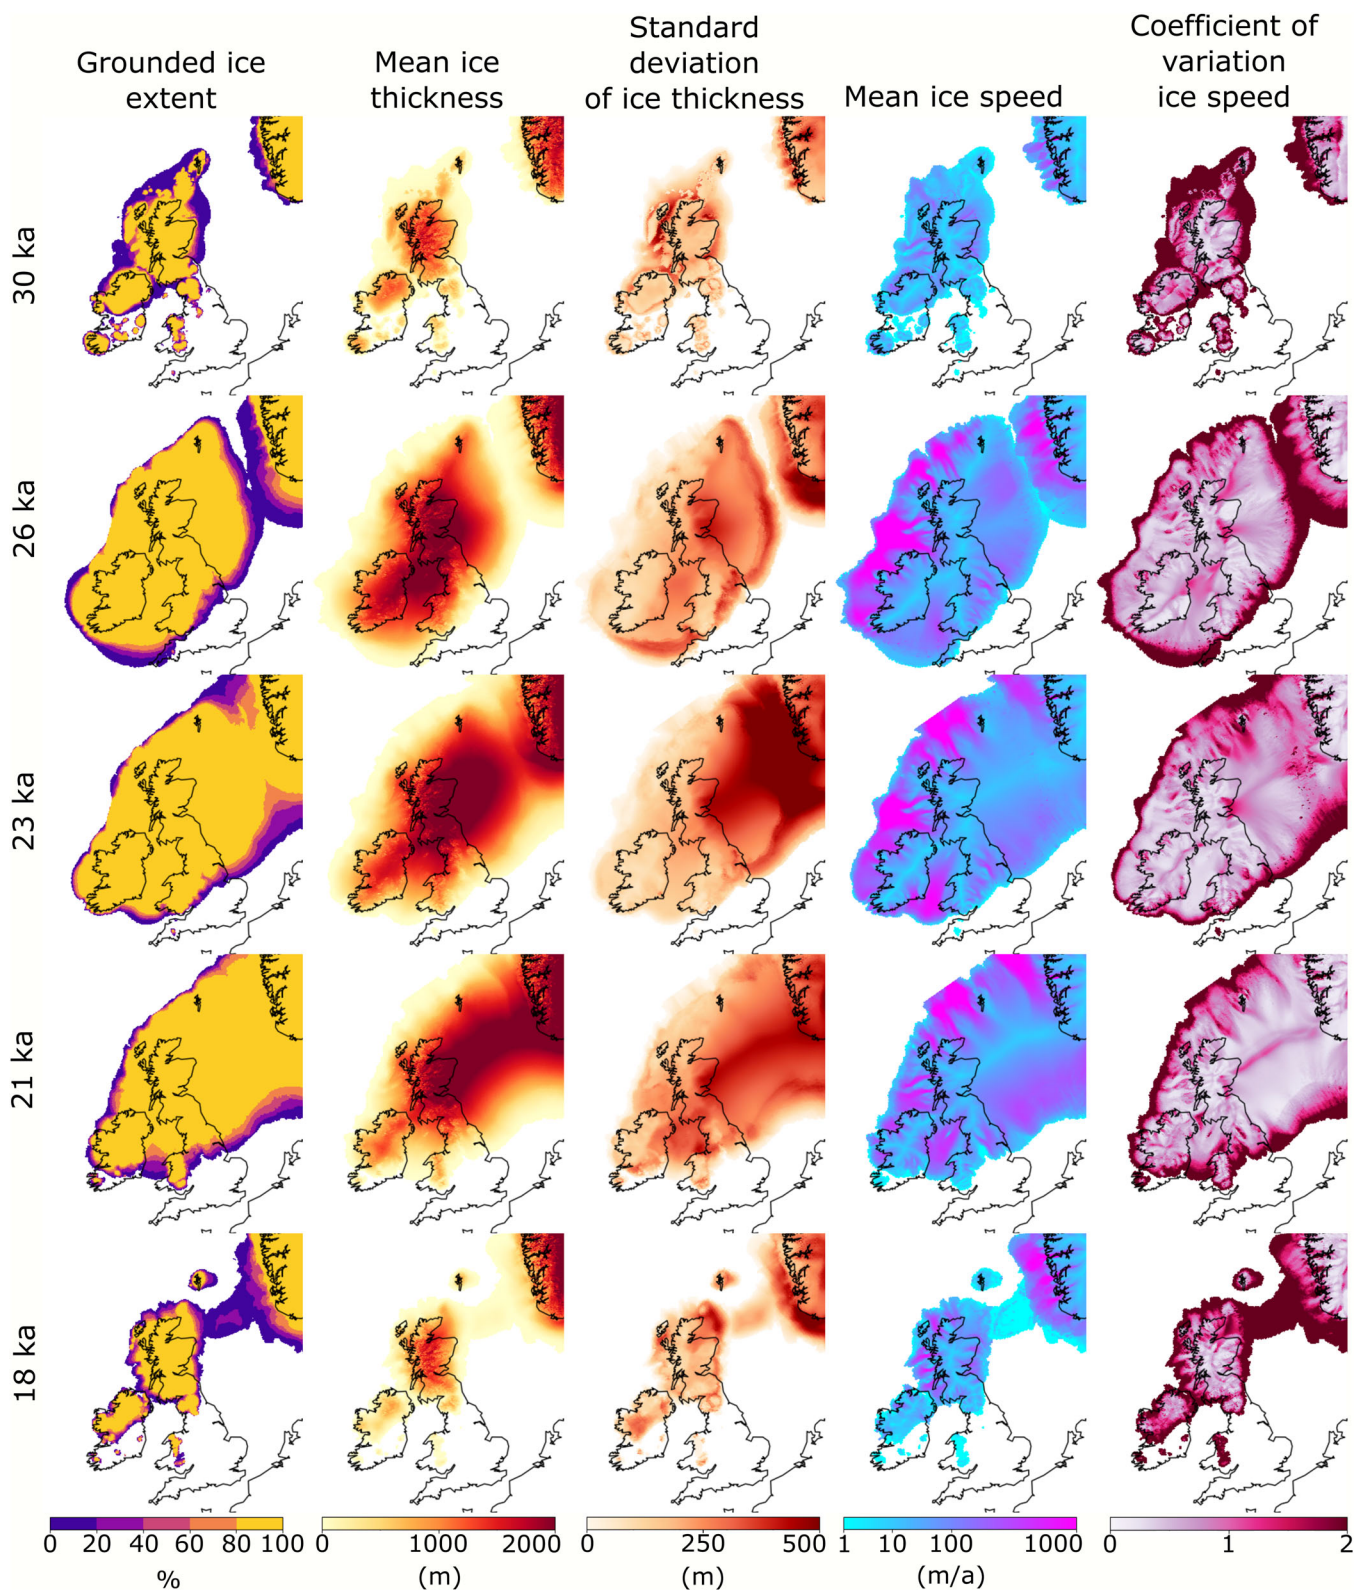 Grounded ice
extent
Mean ice
thickness
Standard
deviation
of ice thickness
Mean ice speed
Coefficient of
variation
ice speed
30 ka
26 ka
23 ka
21 ka
18 ka
0 20 40 60 80 100
%
0 1000 2000
(m)
0 250 500
(m)
1 10 100 1000
(m/a)
0 1 2